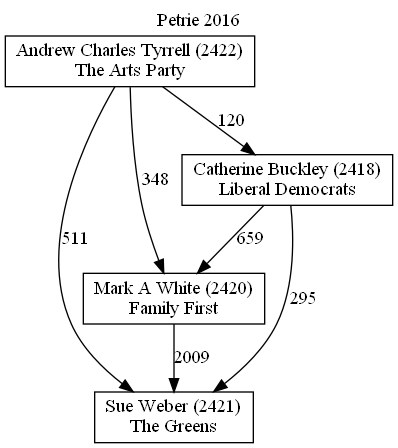 Petrie 2016
Andrew Charles Tyrrell (2422)
The Arts Party
120
Catherine Buckley (2418)
Liberal Democrats
348
511
659
295
Mark A White (2420)
Family First
2009
Sue Weber (2421)
The Greens